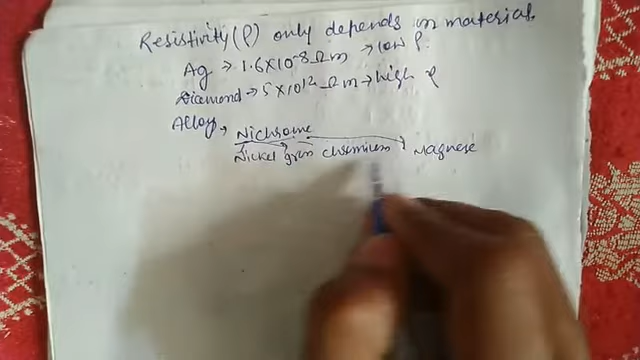 Resistivity (ρ) only depends on material.
Ag → 1.6×10⁻⁸ Ωm → low ρ.
Diamond → 5×10¹² Ωm → high ρ
Alloy → Nichrome
Nickel chromium Magnese